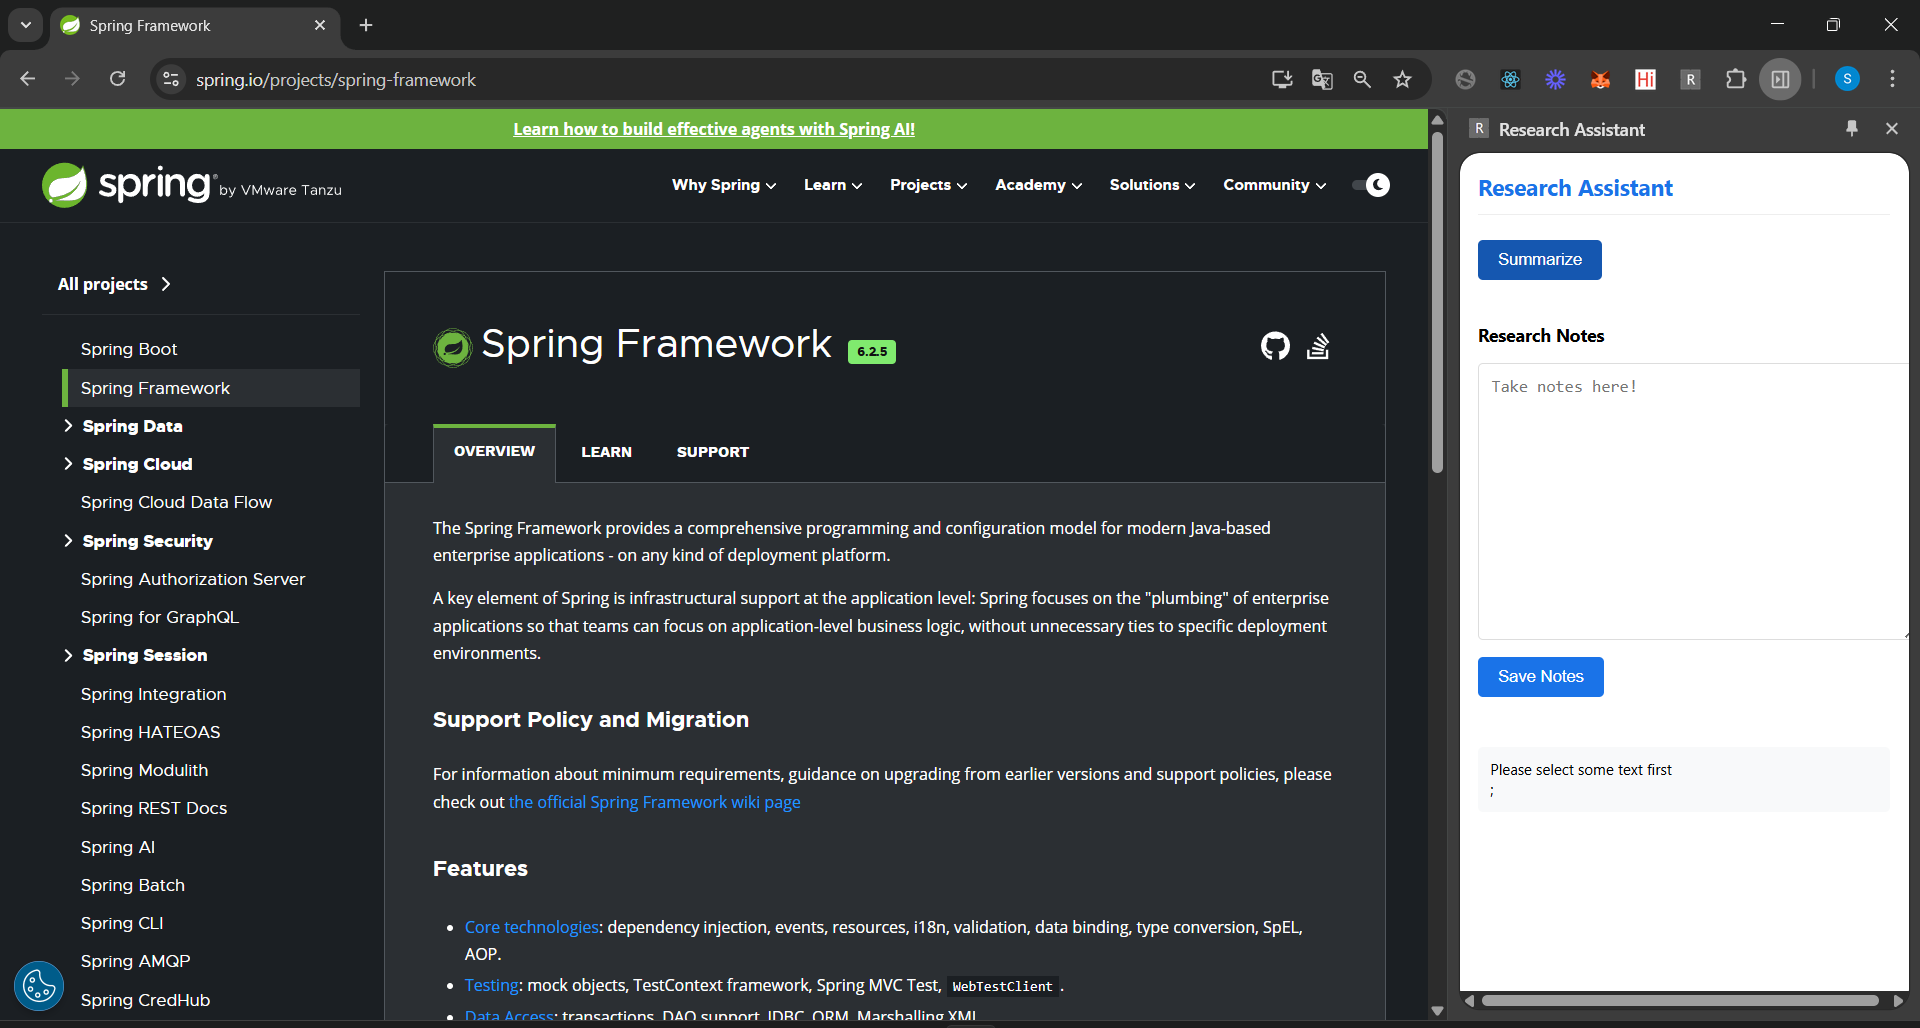 Spring Framework
spring.io/projects/spring-framework
Hi
R
S
Learn how to build effective agents with Spring AI!
spring by VMware Tanzu
Why Spring
Learn
Projects
Academy
Solutions
Community
All projects
Spring Boot
Spring Framework
Spring Data
Spring Cloud
Spring Cloud Data Flow
Spring Security
Spring Authorization Server
Spring for GraphQL
Spring Session
Spring Integration
Spring HATEOAS
Spring Modulith
Spring REST Docs
Spring AI
Spring Batch
Spring CLI
Spring AMQP
Spring CredHub
Spring Framework 6.2.5
OVERVIEW
LEARN
SUPPORT
The Spring Framework provides a comprehensive programming and configuration model for modern Java-based
enterprise applications - on any kind of deployment platform.
A key element of Spring is infrastructural support at the application level: Spring focuses on the "plumbing" of enterprise
applications so that teams can focus on application-level business logic, without unnecessary ties to specific deployment
environments.
Support Policy and Migration
For information about minimum requirements, guidance on upgrading from earlier versions and support policies, please
check out the official Spring Framework wiki page
Features
• Core technologies: dependency injection, events, resources, i18n, validation, data binding, type conversion, SpEL,
AOP.
• Testing: mock objects, TestContext framework, Spring MVC Test, WebTestClient.
• Data Access: transactions, DAO support, JDBC, ORM, Marshalling XML.
R Research Assistant
Research Assistant
Summarize
Research Notes
Take notes here!
Save Notes
Please select some text first
;